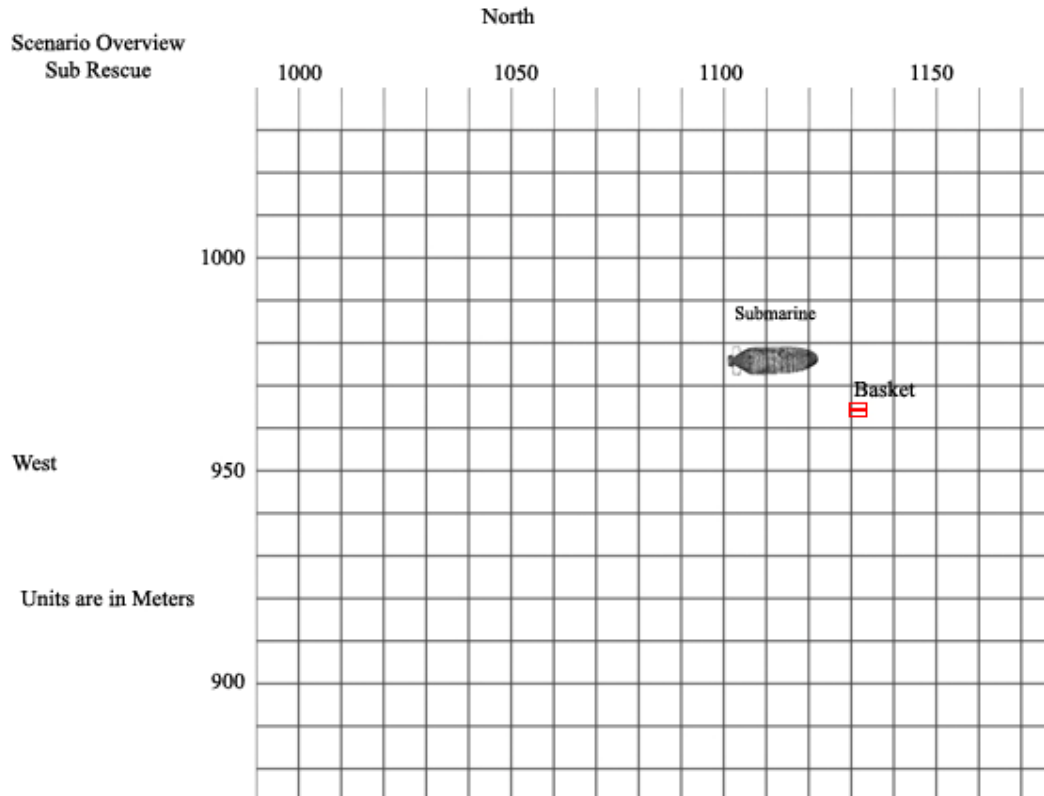 North
Scenario Overview
Sub Rescue
1000 1050 1100 1150
1000
Submarine
Basket
West
950
Units are in Meters
900